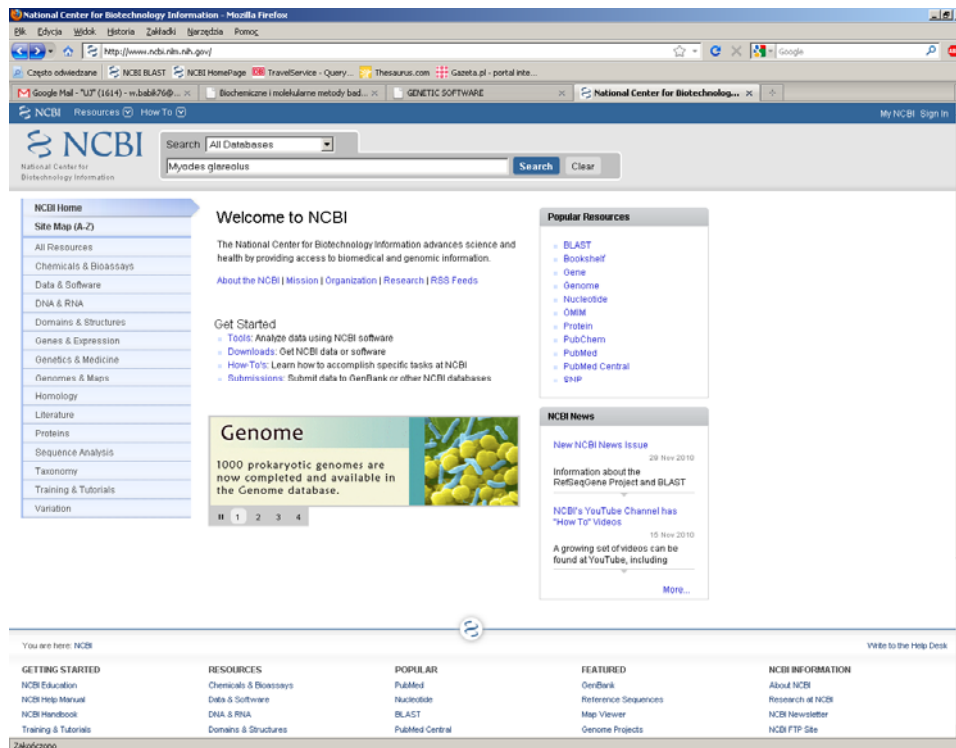 National Center for Biotechnology Information - Mozilla Firefox
Plik Edycja Widok Historia Zakładki Narzędzia Pomoc
http://www.ncbi.nlm.nih.gov/
Google
Często odwiedzane NCBI BLAST NCBI HomePage TravelService - Query... Thesaurus.com Gazeta.pl - portal inte...
Google Mail - "UJ" (1614) - w.babik76@... Biochemiczne i molekularne metody bad... GENETIC SOFTWARE National Center for Biotechnolog...
NCBI Resources How To My NCBI Sign In
NCBI
National Center for
Biotechnology Information
Search All Databases
Myodes glareolus Search Clear
NCBI Home
Site Map (A-Z)
All Resources
Chemicals & Bioassays
Data & Software
DNA & RNA
Domains & Structures
Genes & Expression
Genetics & Medicine
Genomes & Maps
Homology
Literature
Proteins
Sequence Analysis
Taxonomy
Training & Tutorials
Variation
Welcome to NCBI
The National Center for Biotechnology Information advances science and
health by providing access to biomedical and genomic information.
About the NCBI | Mission | Organization | Research | RSS Feeds
Get Started
Tools: Analyze data using NCBI software
Downloads: Get NCBI data or software
How-To's: Learn how to accomplish specific tasks at NCBI
Submissions: Submit data to GenBank or other NCBI databases
Genome
1000 prokaryotic genomes are
now completed and available in
the Genome database.
1 2 3 4
Popular Resources
BLAST
Bookshelf
Gene
Genome
Nucleotide
OMIM
Protein
PubChem
PubMed
PubMed Central
SNP
NCBI News
New NCBI News Issue
29 Nov 2010
Information about the
RefSeqGene Project and BLAST
NCBI's YouTube Channel has
"How To" Videos
15 Nov 2010
A growing set of videos can be
found at YouTube, including
More...
You are here: NCBI Write to the Help Desk
GETTING STARTED
NCBI Education
NCBI Help Manual
NCBI Handbook
Training & Tutorials
RESOURCES
Chemicals & Bioassays
Data & Software
DNA & RNA
Domains & Structures
POPULAR
PubMed
Nucleotide
BLAST
PubMed Central
FEATURED
GenBank
Reference Sequences
Map Viewer
Genome Projects
NCBI INFORMATION
About NCBI
Research at NCBI
NCBI Newsletter
NCBI FTP Site
Zakończono